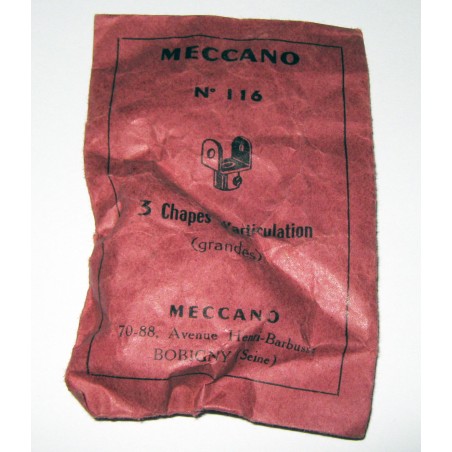 MECCANO
N° 116
3 Chapes d'articulation
(grandes)
MECCANO
70-88, Avenue Henri-Barbusse
BOBIGNY (Seine)